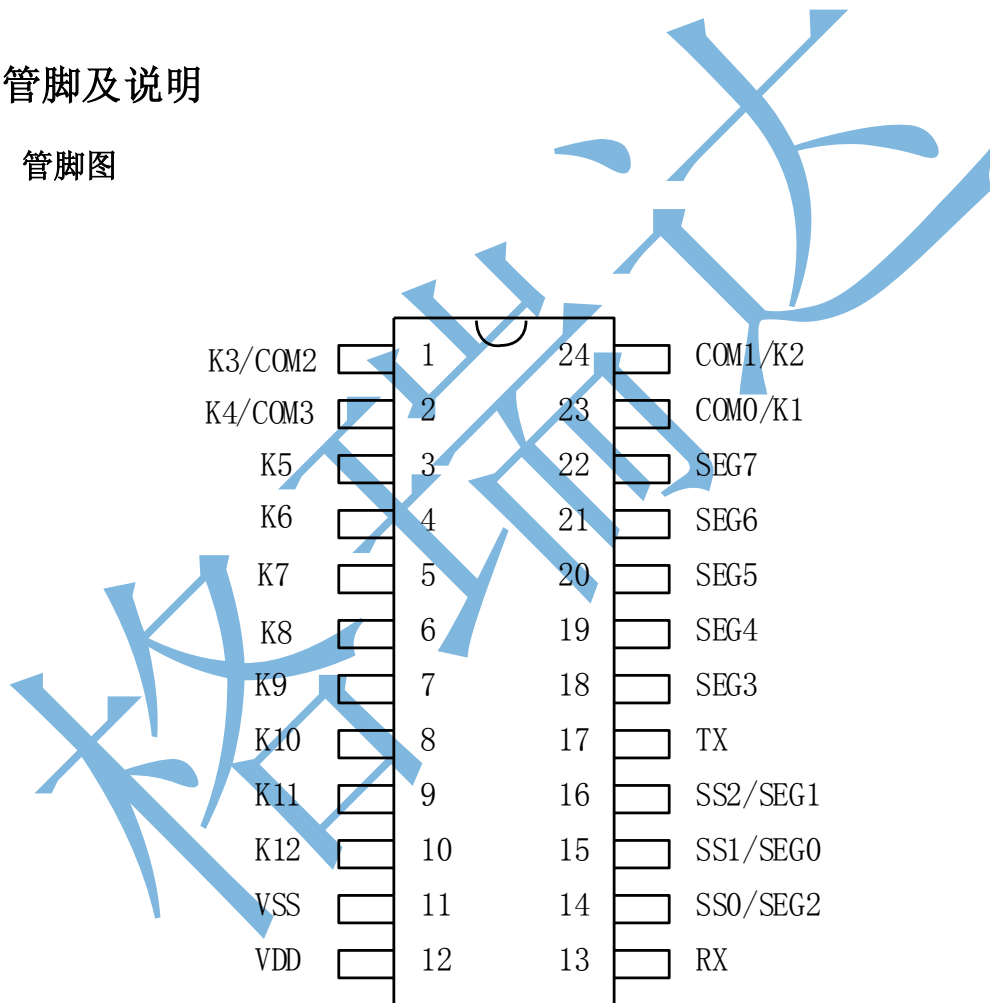 管脚及说明
管脚图
K3/COM2 1 24 COM1/K2
K4/COM3 2 23 COM0/K1
K5 3 22 SEG7
K6 4 21 SEG6
K7 5 20 SEG5
K8 6 19 SEG4
K9 7 18 SEG3
K10 8 17 TX
K11 9 16 SS2/SEG1
K12 10 15 SS1/SEG0
VSS 11 14 SS0/SEG2
VDD 12 13 RX